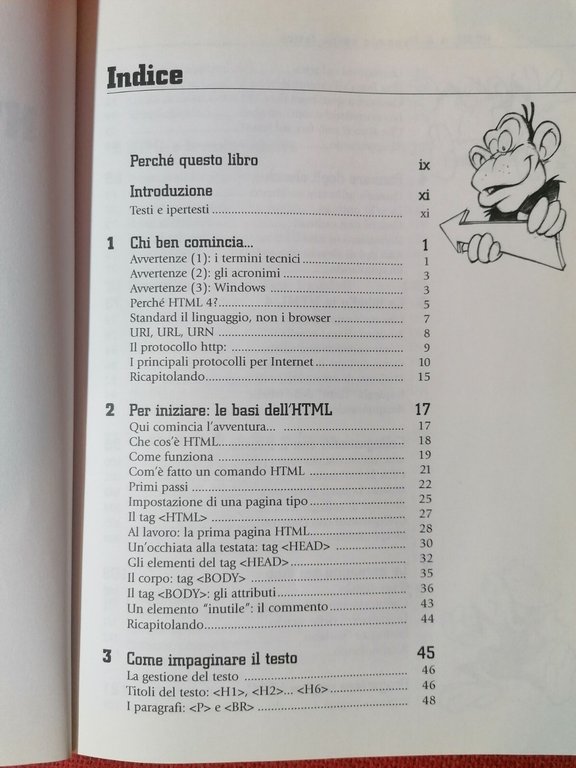 Indice
Perché questo libro ix
Introduzione xi
Testi e ipertesti ........ xi
1 Chi ben comincia... 1
Avvertenze (1): i termini tecnici ........ 1
Avvertenze (2): gli acronimi ........ 3
Avvertenze (3): Windows ........ 3
Perché HTML 4? ........ 5
Standard il linguaggio, non i browser ........ 7
URI, URL, URN ........ 8
Il protocollo http: ........ 9
I principali protocolli per Internet ........ 10
Ricapitolando ........ 15
2 Per iniziare: le basi dell'HTML 17
Qui comincia l'avventura... ........ 17
Che cos'è HTML ........ 18
Come funziona ........ 19
Com'è fatto un comando HTML ........ 21
Primi passi ........ 22
Impostazione di una pagina tipo ........ 25
Il tag <HTML> ........ 27
Al lavoro: la prima pagina HTML ........ 28
Un'occhiata alla testata: tag <HEAD> ........ 30
Gli elementi del tag <HEAD> ........ 32
Il corpo: tag <BODY> ........ 35
Il tag <BODY>: gli attributi ........ 36
Un elemento "inutile": il commento ........ 43
Ricapitolando ........ 44
3 Come impaginare il testo 45
La gestione del testo ........ 46
Titoli del testo: <H1>, <H2>... <H6> ........ 46
I paragrafi: <P> e <BR> ........ 48